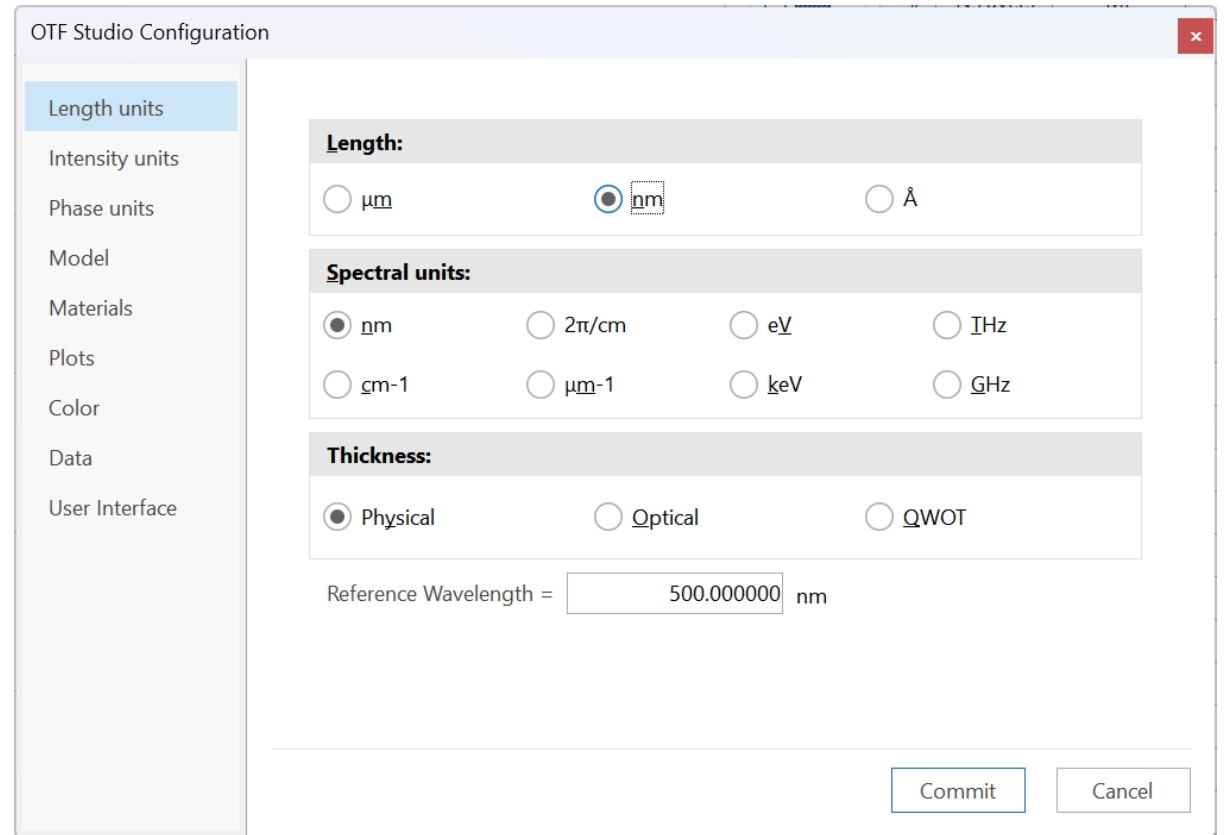 OTF Studio Configuration
x
Length units
Intensity units
Phase units
Model
Materials
Plots
Color
Data
User Interface
Length:
µm nm Å
Spectral units:
nm 2π/cm eV THz
cm-1 µm-1 keV GHz
Thickness:
Physical Optical QWOT
Reference Wavelength = 500.000000 nm
Commit Cancel